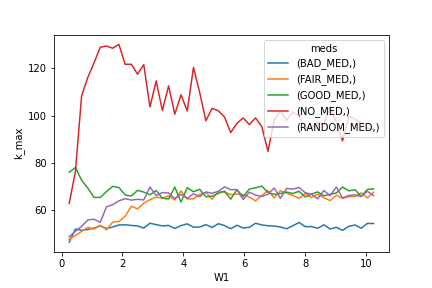 meds
(BAD_MED,)
(FAIR_MED,)
(GOOD_MED,)
(NO_MED,)
(RANDOM_MED,)
120
100
80
60
k_max
0
2
4
6
8
10
W1